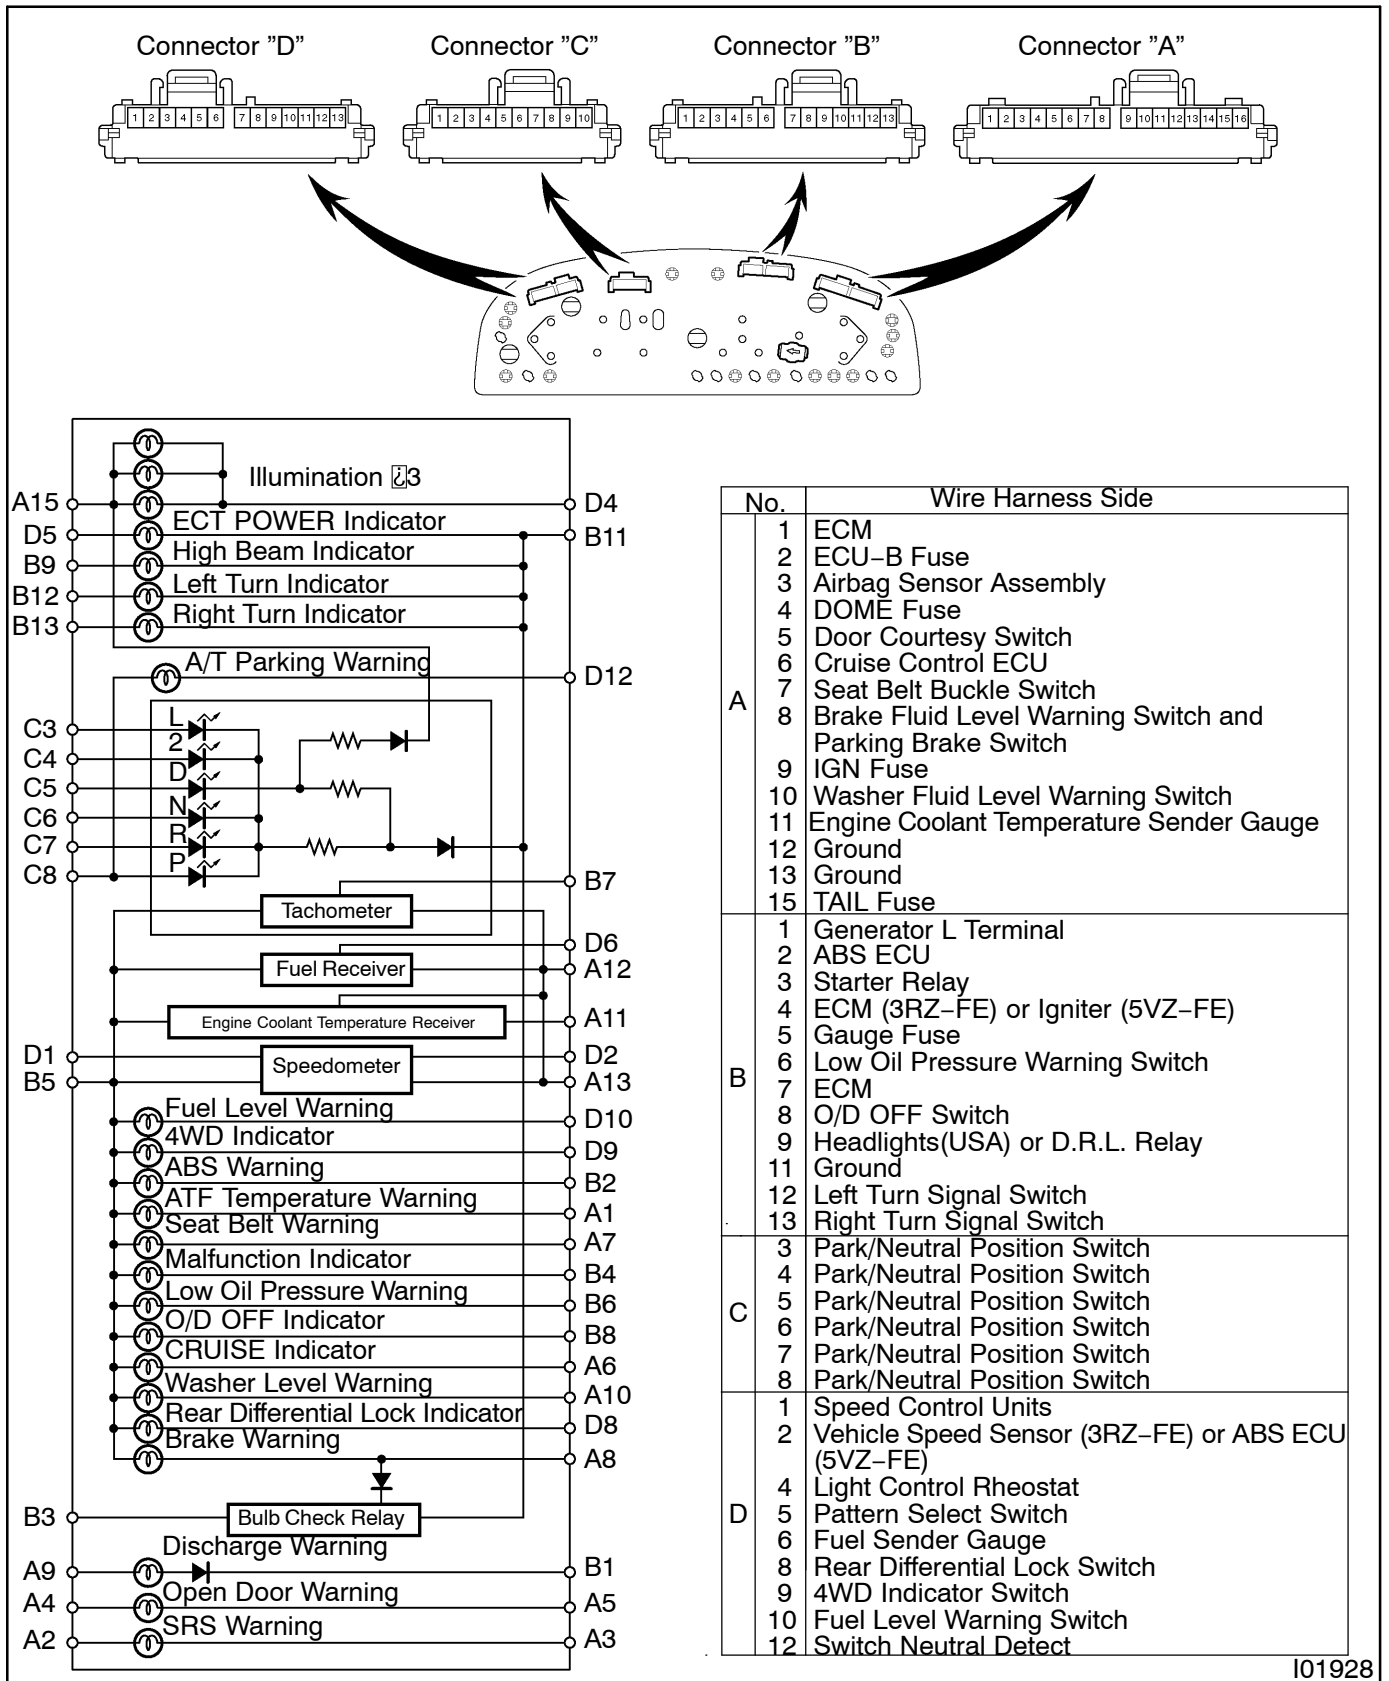 Connector ”D” Connector ”C” Connector ”B” Connector ”A”
1 2 3 4 5 6 7 8 9 10 11 12 13
1 2 3 4 5 6 7 8 9 10
1 2 3 4 5 6 7 8 9 10 11 12 13
1 2 3 4 5 6 7 8 9 10 11 12 13 14 15 16
Illumination ¿3
A15 D4
D5 ECT POWER Indicator B11
B9 High Beam Indicator
B12 Left Turn Indicator
B13 Right Turn Indicator
A/T Parking Warning D12
C3 L
C4 2
C5 D
C6 N
C7 R
C8 P
B7
Tachometer
D6
Fuel Receiver A12
Engine Coolant Temperature Receiver A11
D1 Speedometer D2
B5 A13
Fuel Level Warning D10
4WD Indicator D9
ABS Warning B2
ATF Temperature Warning A1
Seat Belt Warning A7
Malfunction Indicator B4
Low Oil Pressure Warning B6
O/D OFF Indicator B8
CRUISE Indicator A6
Washer Level Warning A10
Rear Differential Lock Indicator D8
Brake Warning A8
B3 Bulb Check Relay
Discharge Warning
A9 B1
A4 Open Door Warning A5
A2 SRS Warning A3
No. Wire Harness Side
A
1 ECM
2 ECU–B Fuse
3 Airbag Sensor Assembly
4 DOME Fuse
5 Door Courtesy Switch
6 Cruise Control ECU
7 Seat Belt Buckle Switch
8 Brake Fluid Level Warning Switch and
Parking Brake Switch
9 IGN Fuse
10 Washer Fluid Level Warning Switch
11 Engine Coolant Temperature Sender Gauge
12 Ground
13 Ground
15 TAIL Fuse
B
1 Generator L Terminal
2 ABS ECU
3 Starter Relay
4 ECM (3RZ–FE) or Igniter (5VZ–FE)
5 Gauge Fuse
6 Low Oil Pressure Warning Switch
7 ECM
8 O/D OFF Switch
9 Headlights(USA) or D.R.L. Relay
11 Ground
12 Left Turn Signal Switch
13 Right Turn Signal Switch
C
3 Park/Neutral Position Switch
4 Park/Neutral Position Switch
5 Park/Neutral Position Switch
6 Park/Neutral Position Switch
7 Park/Neutral Position Switch
8 Park/Neutral Position Switch
D
1 Speed Control Units
2 Vehicle Speed Sensor (3RZ–FE) or ABS ECU
(5VZ–FE)
4 Light Control Rheostat
5 Pattern Select Switch
6 Fuel Sender Gauge
8 Rear Differential Lock Switch
9 4WD Indicator Switch
10 Fuel Level Warning Switch
12 Switch Neutral Detect
I01928